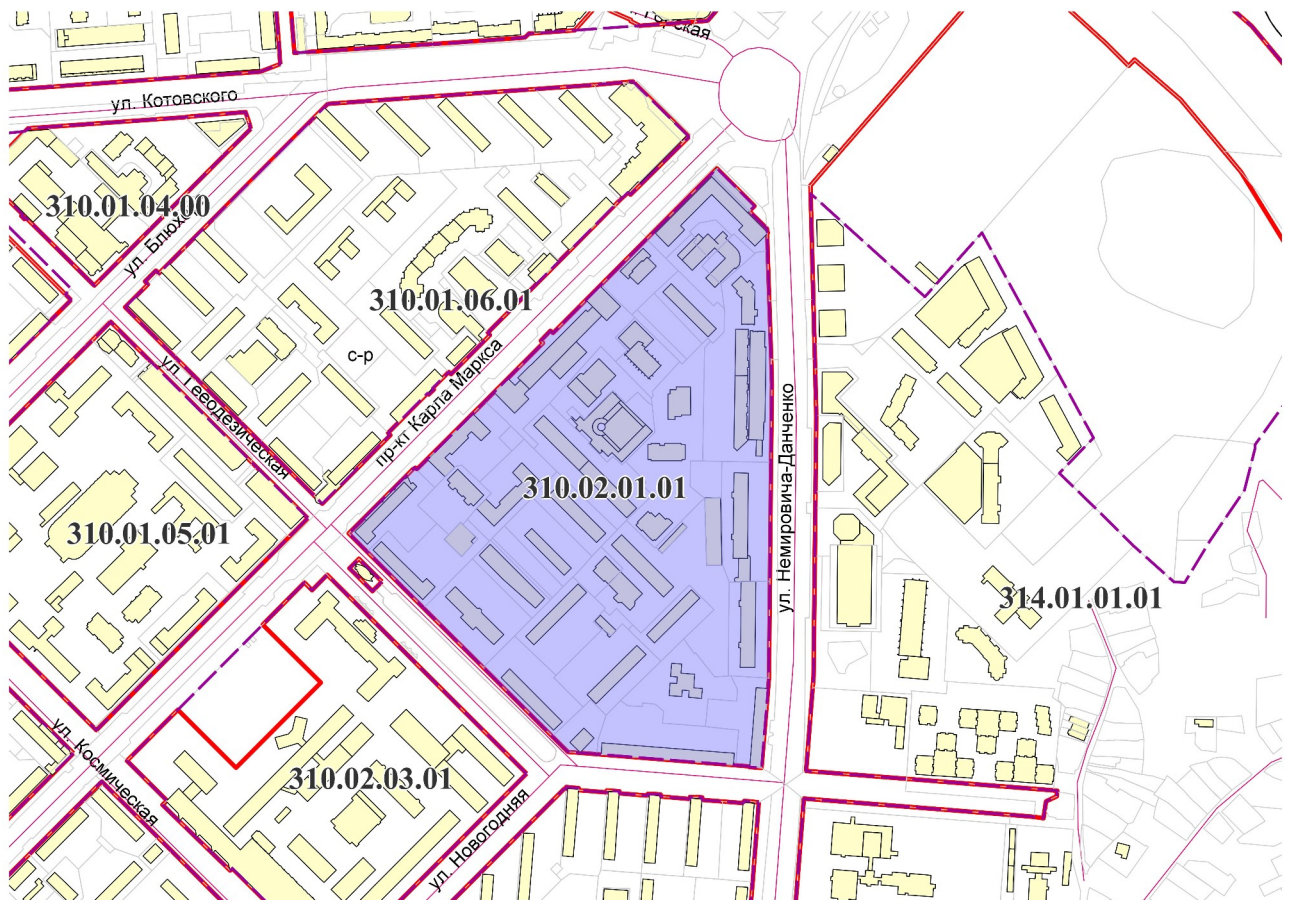 ул. Котовского
310.01.04.00
310.01.06.01
с-р
ул. Геодезическая
пр-кт Карла Маркса
310.02.01.01
ул. Немировича-Данченко
310.01.05.01
314.01.01.01
ул. Космическая
310.02.03.01
ул. Новогодняя